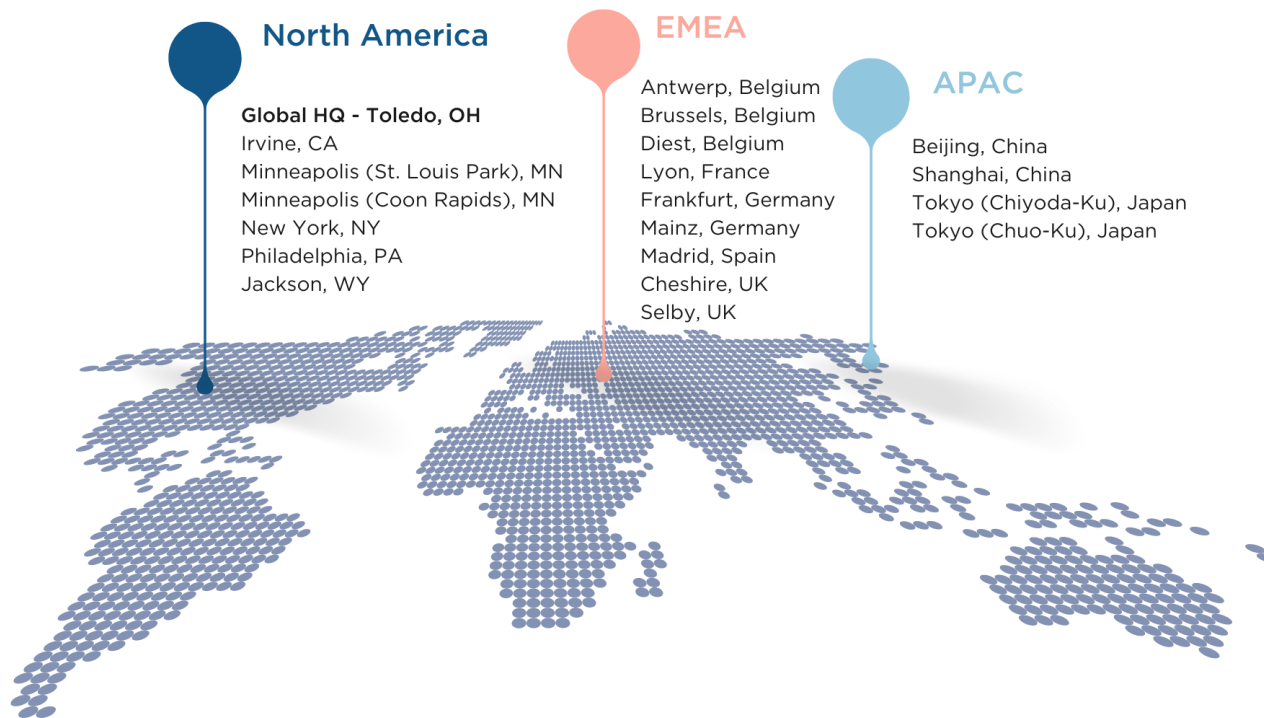 North America
Global HQ - Toledo, OH
Irvine, CA
Minneapolis (St. Louis Park), MN
Minneapolis (Coon Rapids), MN
New York, NY
Philadelphia, PA
Jackson, WY
EMEA
Antwerp, Belgium
Brussels, Belgium
Diest, Belgium
Lyon, France
Frankfurt, Germany
Mainz, Germany
Madrid, Spain
Cheshire, UK
Selby, UK
APAC
Beijing, China
Shanghai, China
Tokyo (Chiyoda-Ku), Japan
Tokyo (Chuo-Ku), Japan